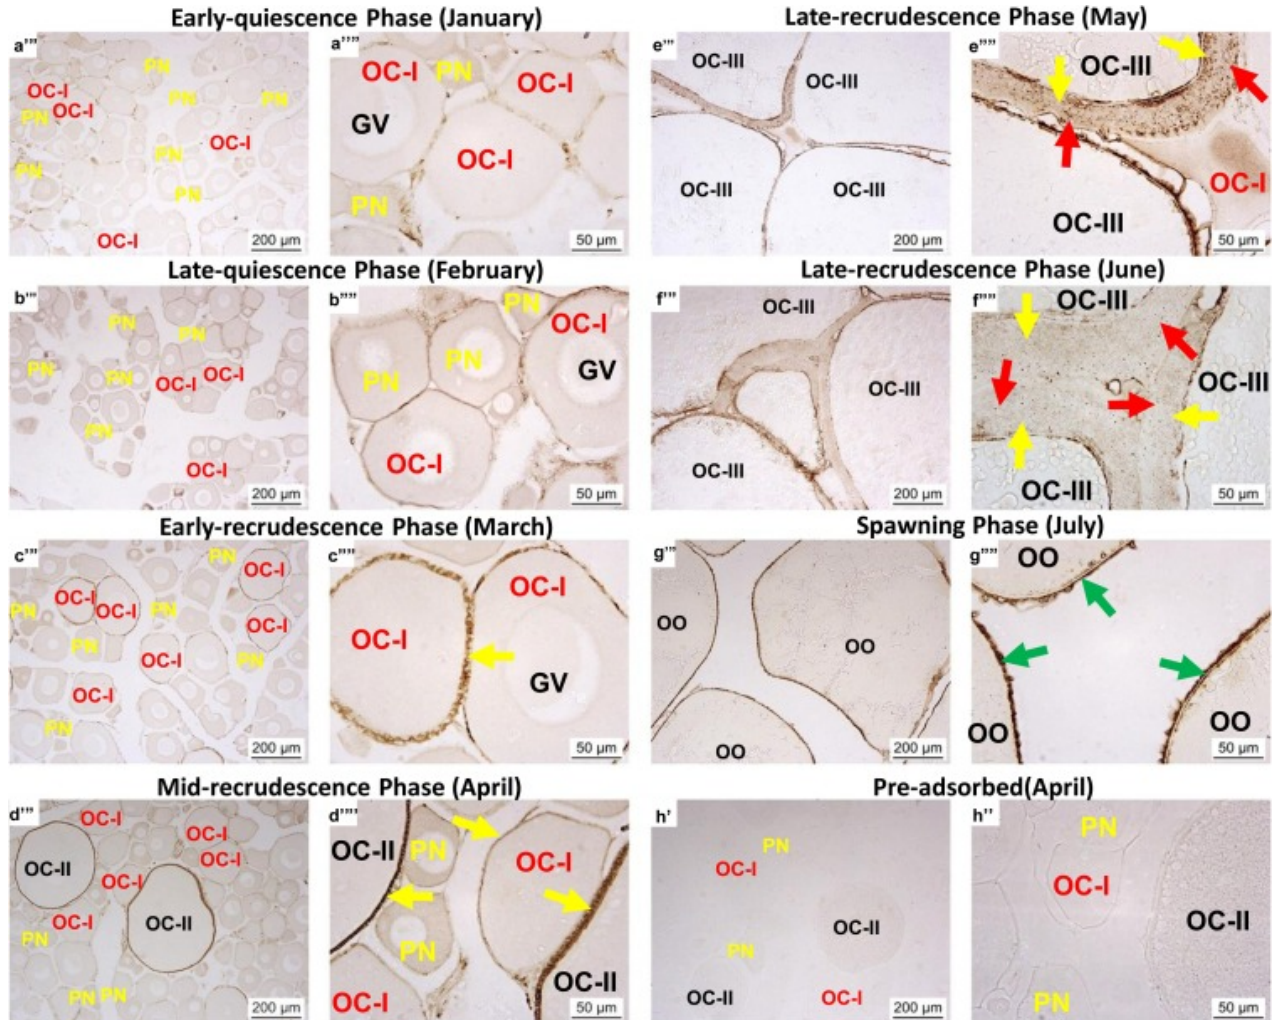 Early-quiescence Phase (January)
a''' PN OC-I PN PN OC-I PN OC-I PN PN PN OC-I 200 µm
a'''' OC-I PN OC-I GV OC-I PN 50 µm
Late-recrudescence Phase (May)
e''' OC-III OC-III OC-III OC-III 200 µm
e'''' OC-III OC-I OC-III 50 µm
Late-quiescence Phase (February)
b''' PN PN PN PN OC-I OC-I PN OC-I 200 µm
b'''' PN OC-I PN GV PN OC-I 50 µm
Late-recrudescence Phase (June)
f''' OC-III OC-III OC-III 200 µm
f'''' OC-III OC-III OC-III 50 µm
Early-recrudescence Phase (March)
c''' PN OC-I OC-I OC-I PN PN OC-I PN OC-I PN OC-I PN 200 µm
c'''' OC-I OC-I GV 50 µm
Spawning Phase (July)
g''' OO OO OO 200 µm
g'''' OO OO OO 50 µm
Mid-recrudescence Phase (April)
d''' OC-I OC-I OC-I OC-II OC-I OC-I OC-II PN PN PN 200 µm
d'''' OC-II PN OC-I PN OC-II OC-I 50 µm
Pre-adsorbed(April)
h' PN OC-I OC-II PN OC-II OC-I 200 µm
h'' PN OC-I OC-II PN 50 µm